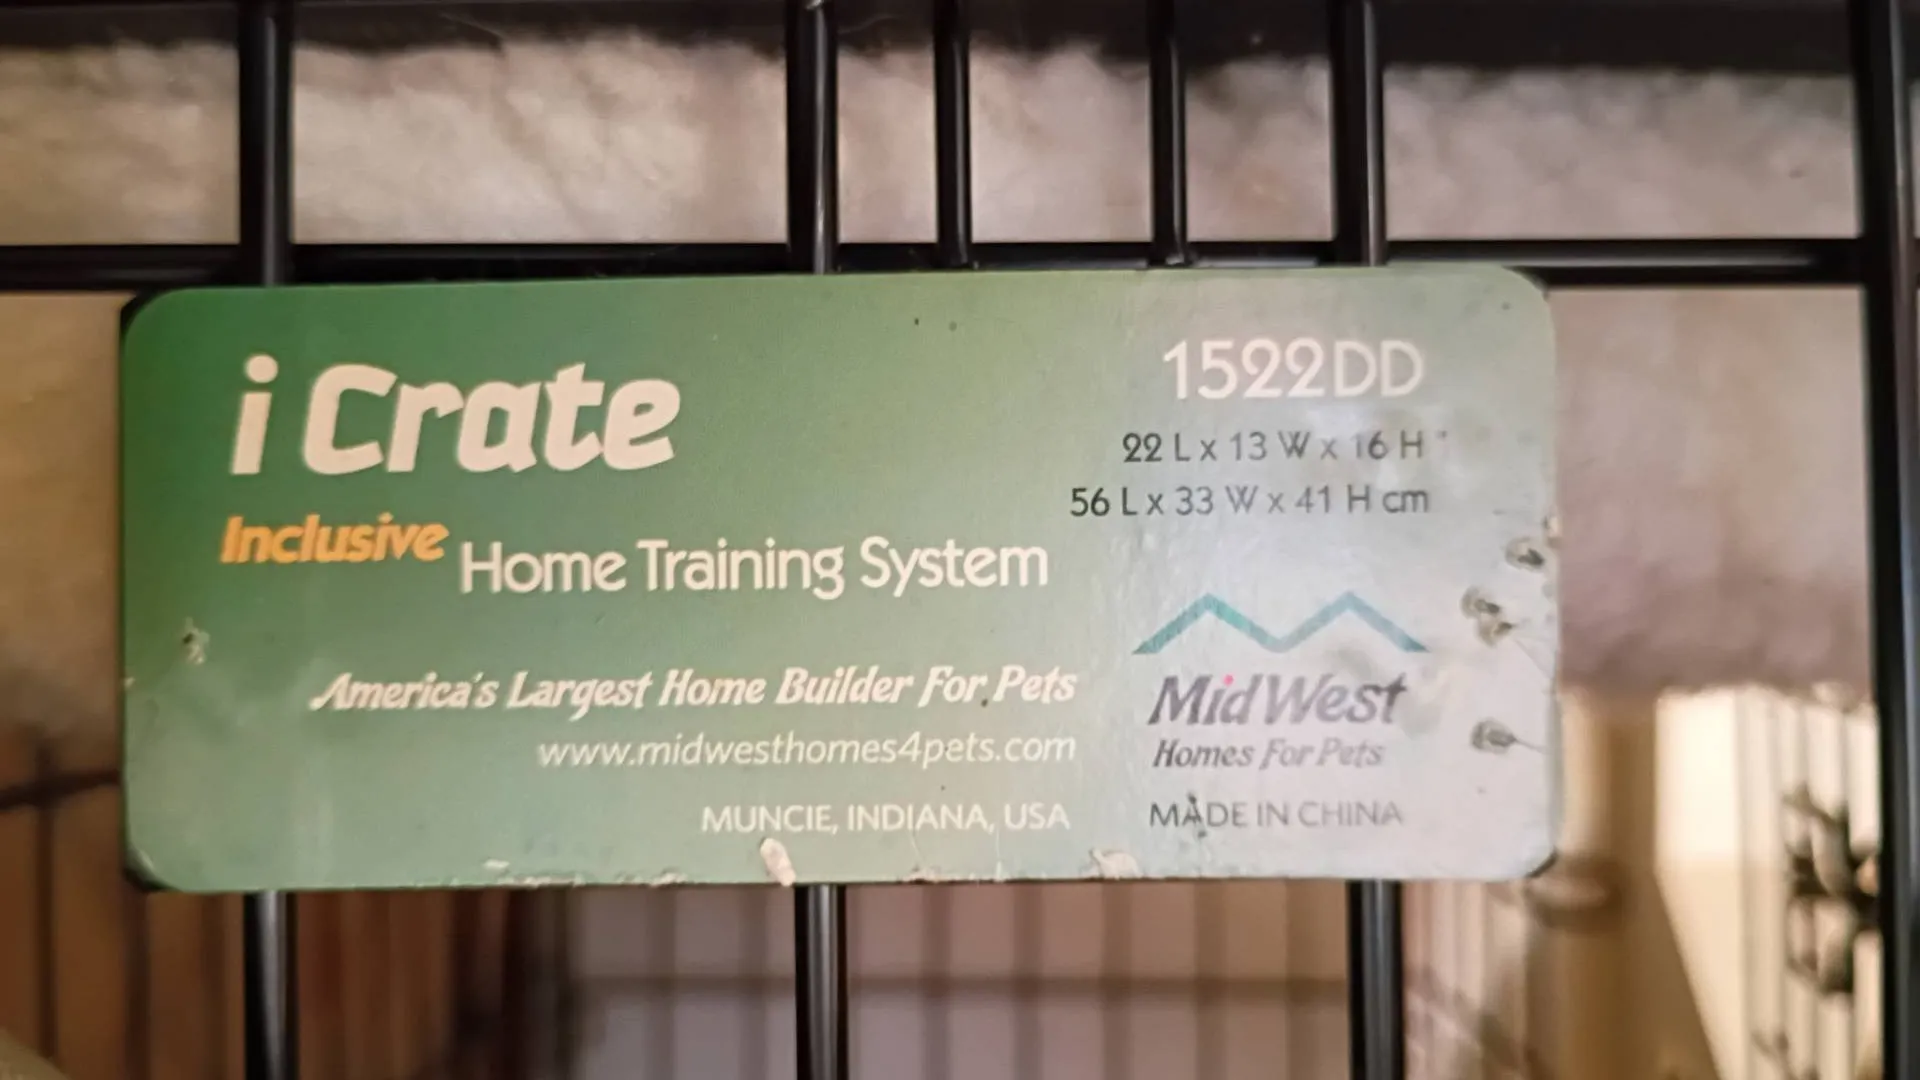 i Crate
Inclusive Home Training System
America's Largest Home Builder For Pets
www.midwesthomes4pets.com
MUNCIE, INDIANA, USA
1522DD
22 L x 13 W x 16 H "
56 L x 33 W x 41 H cm
MidWest
Homes For Pets
MADE IN CHINA